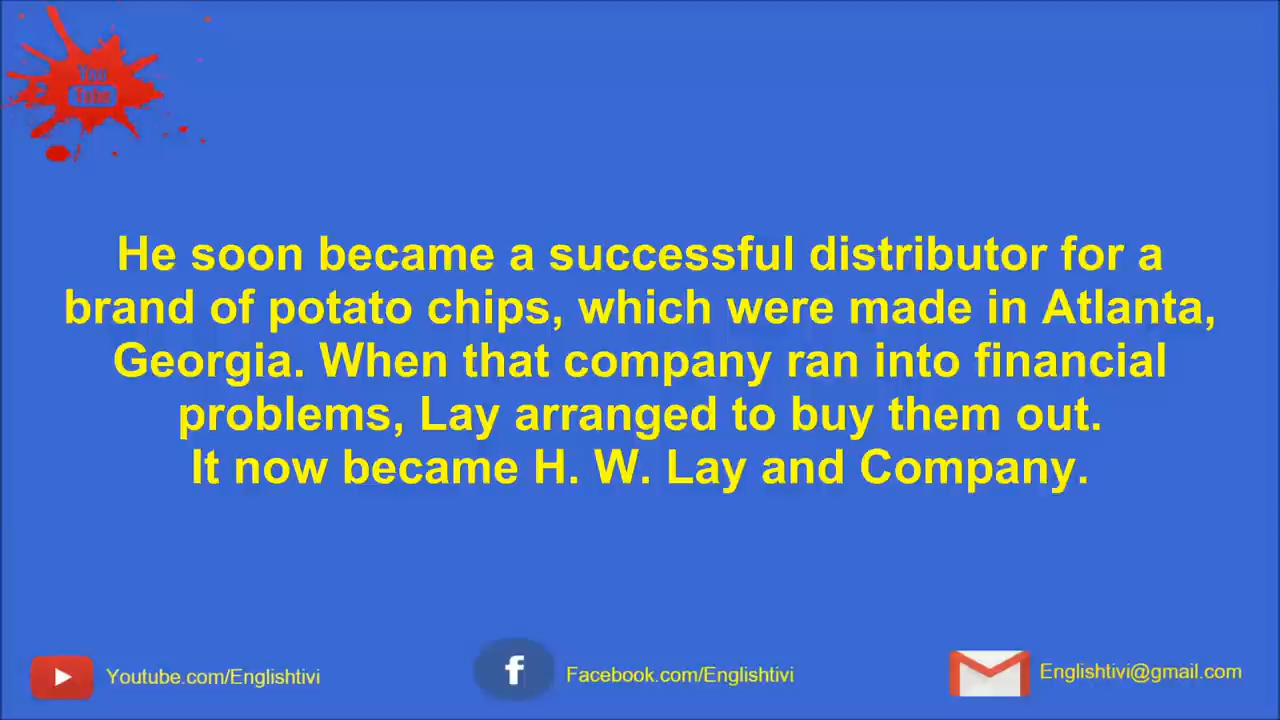 You
Tube
He soon became a successful distributor for a
brand of potato chips, which were made in Atlanta,
Georgia. When that company ran into financial
problems, Lay arranged to buy them out.
It now became H. W. Lay and Company.
Youtube.com/Englishtivi
f
Facebook.com/Englishtivi
Englishtivi@gmail.com